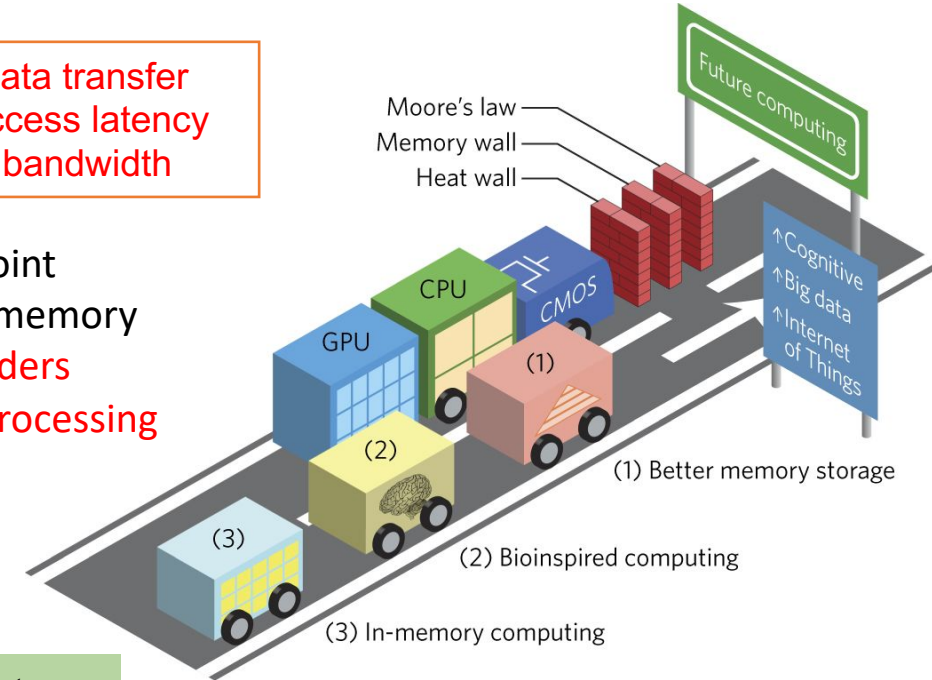 ata transfer
ccess latency
bandwidth
oint
memory
ders
rocessing
Moore's law
Memory wall
Heat wall
Future computing
↑Cognitive
↑Big data
↑Internet
of Things
CMOS
CPU
GPU
(1)
(2)
(3)
(1) Better memory storage
(2) Bioinspired computing
(3) In-memory computing